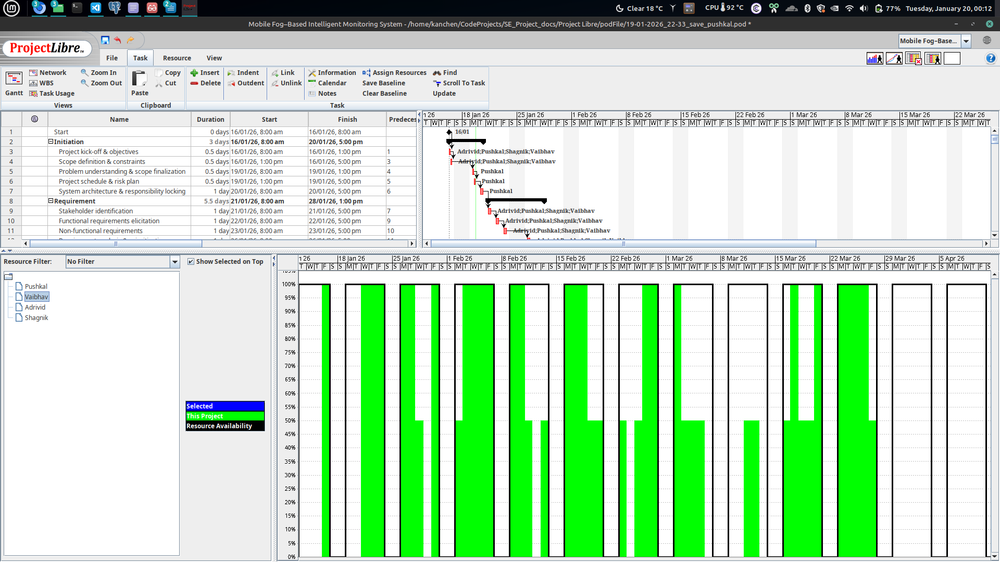 3 3 2 Project Libre Clear 18 °C CPU 92 °C 77% Tuesday, January 20, 00:12
Mobile Fog–Based Intelligent Monitoring System - /home/kanchen/CodeProjects/SE_Project_docs/Project Libre/podFile/19-01-2026_22-33_save_pushkal.pod *
ProjectLibre™ Mobile Fog–Base...
File Task Resource View
Network Zoom In Copy Insert Indent Link Information Assign Resources Find
WBS Zoom Out Cut Delete Outdent Unlink Calendar Save Baseline Scroll To Task
Gantt Task Usage Paste Notes Clear Baseline Update
Views Clipboard Task
Name Duration Start Finish Predeces
1 Start 0 days 16/01/26, 8:00 am 16/01/26, 8:00 am
2 Initiation 3 days 16/01/26, 8:00 am 20/01/26, 5:00 pm
3 Project kick-off & objectives 0.5 days 16/01/26, 8:00 am 16/01/26, 1:00 pm 1
4 Scope definition & constraints 0.5 days 16/01/26, 1:00 pm 16/01/26, 5:00 pm 3
5 Problem understanding & scope finalization 0.5 days 19/01/26, 8:00 am 19/01/26, 1:00 pm 4
6 Project schedule & risk plan 0.5 days 19/01/26, 1:00 pm 19/01/26, 5:00 pm 5
7 System architecture & responsibility locking 1 day 20/01/26, 8:00 am 20/01/26, 5:00 pm 6
8 Requirement 5.5 days 21/01/26, 8:00 am 28/01/26, 1:00 pm
9 Stakeholder identification 1 day 21/01/26, 8:00 am 21/01/26, 5:00 pm 7
10 Functional requirements elicitation 1 day 22/01/26, 8:00 am 22/01/26, 5:00 pm 9
11 Non-functional requirements 1 day 23/01/26, 8:00 am 23/01/26, 5:00 pm 10
26 18 Jan 26 25 Jan 26 1 Feb 26 8 Feb 26 15 Feb 26 22 Feb 26 1 Mar 26 8 Mar 26 15 Mar 26 22 Mar 26
T W T F S S M T W T F S S M T W T F S S M T W T F S S M T W T F S S M T W T F S S M T W T F S S M T W T F S S M T W T F S S M T W T F S S M T W T
16/01
Adrivid;Pushkal;Shagnik;Vaibhav
Adrivid;Pushkal;Shagnik;Vaibhav
Pushkal
Pushkal
Pushkal
Adrivid;Pushkal;Shagnik;Vaibhav
Adrivid;Pushkal;Shagnik;Vaibhav
Adrivid;Pushkal;Shagnik;Vaibhav
Resource Filter: No Filter Show Selected on Top
Pushkal
Vaibhav
Adrivid
Shagnik
Selected
This Project
Resource Availability
26 18 Jan 26 25 Jan 26 1 Feb 26 8 Feb 26 15 Feb 26 22 Feb 26 1 Mar 26 8 Mar 26 15 Mar 26 22 Mar 26 29 Mar 26 5 Apr 26
T W T F S S M T W T F S S M T W T F S S M T W T F S S M T W T F S S M T W T F S S M T W T F S S M T W T F S S M T W T F S S M T W T F S S M T W T F S S M T W T F S S M T W T F S
100%
95%
90%
85%
80%
75%
70%
65%
60%
55%
50%
45%
40%
35%
30%
25%
20%
15%
10%
5%
0%